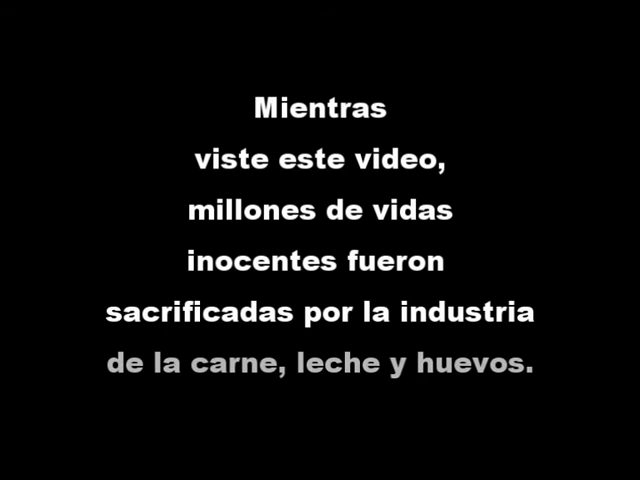 Mientras
viste este video,
millones de vidas
inocentes fueron
sacrificadas por la industria
de la carne, leche y huevos.